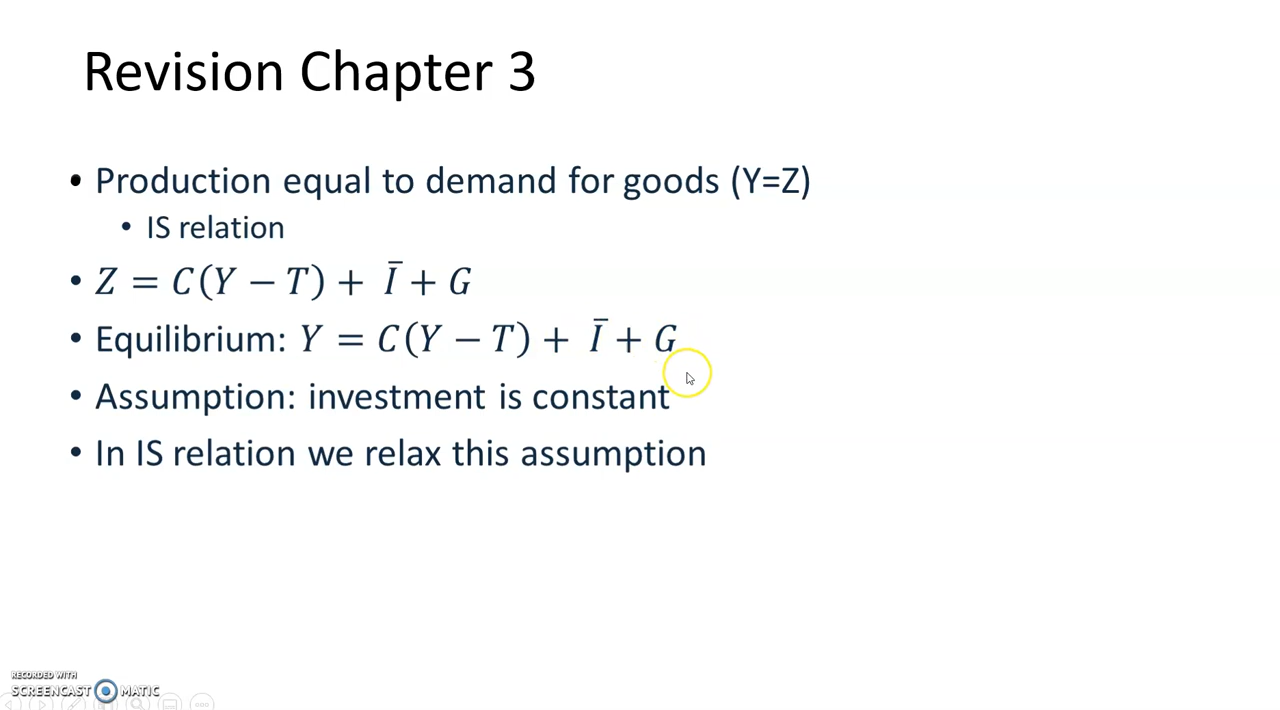 Revision Chapter 3
• Production equal to demand for goods (Y=Z)
• IS relation
• Z = C(Y − T) + Ī + G
• Equilibrium: Y = C(Y − T) + Ī + G
• Assumption: investment is constant
• In IS relation we relax this assumption
RECORDED WITH
SCREENCAST MATIC